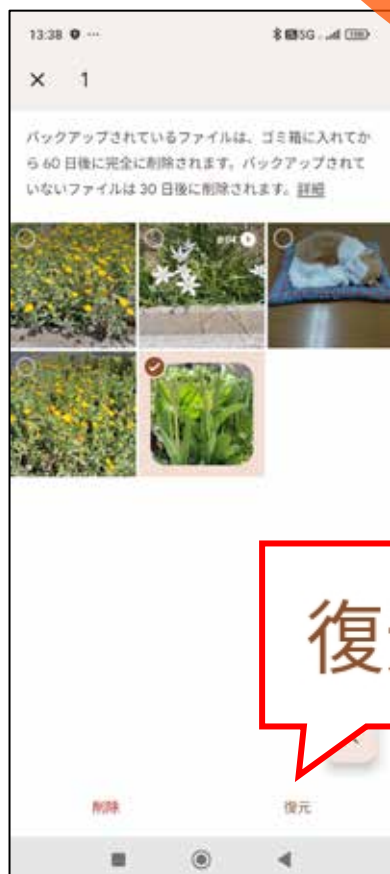 13:38
5G
1
バックアップされているファイルは、ゴミ箱に入れてか
ら 60 日後に完全に削除されます。バックアップされて
いないファイルは 30 日後に削除されます。詳細
復
削除
復元